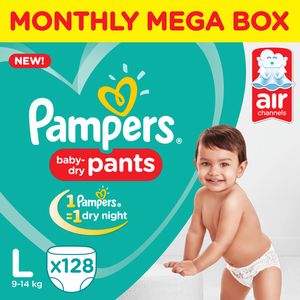 MONTHLY MEGA BOX
NEW!
air
channels
Pampers®
baby-dry pants
1 Pampers
=1 dry night
L x128
9-14 kg